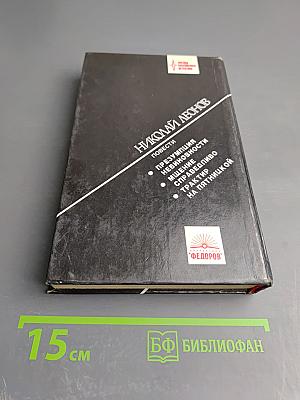 НИКОЛАЙ ЛЕОНОВ
ПОВЕСТИ
• ПРЕЗУМПЦИЯ
НЕВИНОВНОСТИ
• МЩЕНИЕ
СПРАВЕДЛИВО
• ТРАКТИР
НА ПЯТНИЦКОЙ
"ФЕДОРОВ"
15 см
БФ БИБЛИОФАН